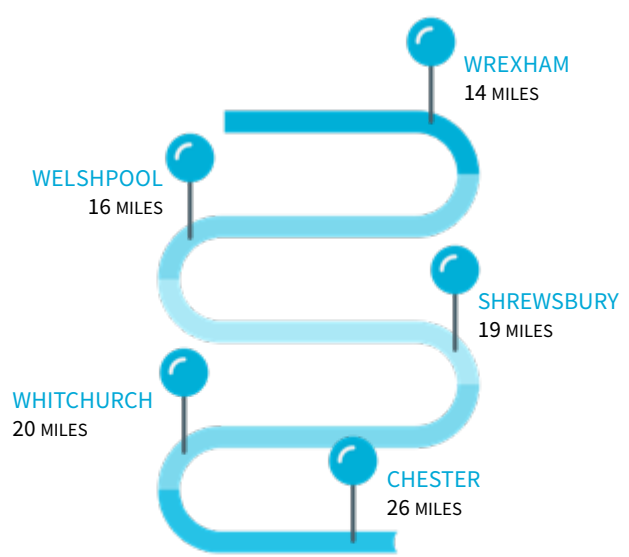 WREXHAM
14 MILES
WELSHPOOL
16 MILES
SHREWSBURY
19 MILES
WHITCHURCH
20 MILES
CHESTER
26 MILES